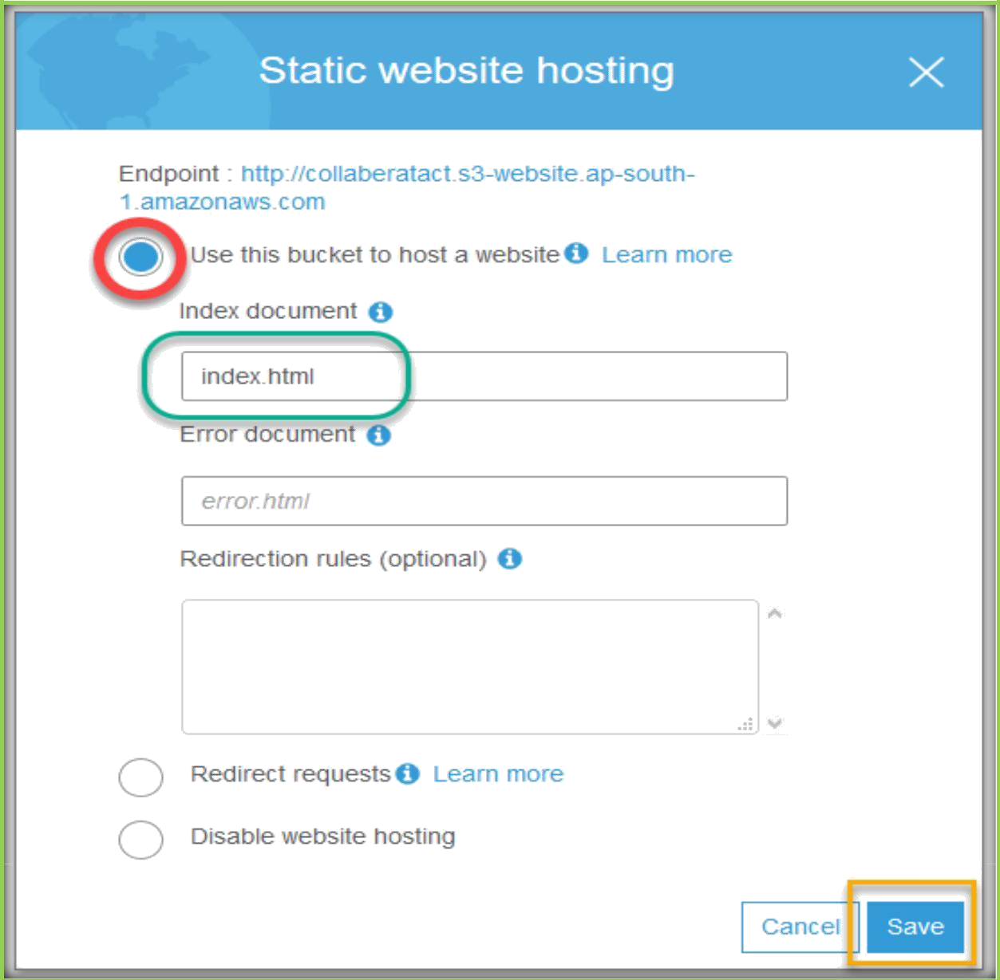 Static website hosting
Endpoint : http://collaberatact.s3-website.ap-south-
1.amazonaws.com
Use this bucket to host a website Learn more
Index document
index.html
Error document
error.html
Redirection rules (optional)
Redirect requests Learn more
Disable website hosting
Cancel Save